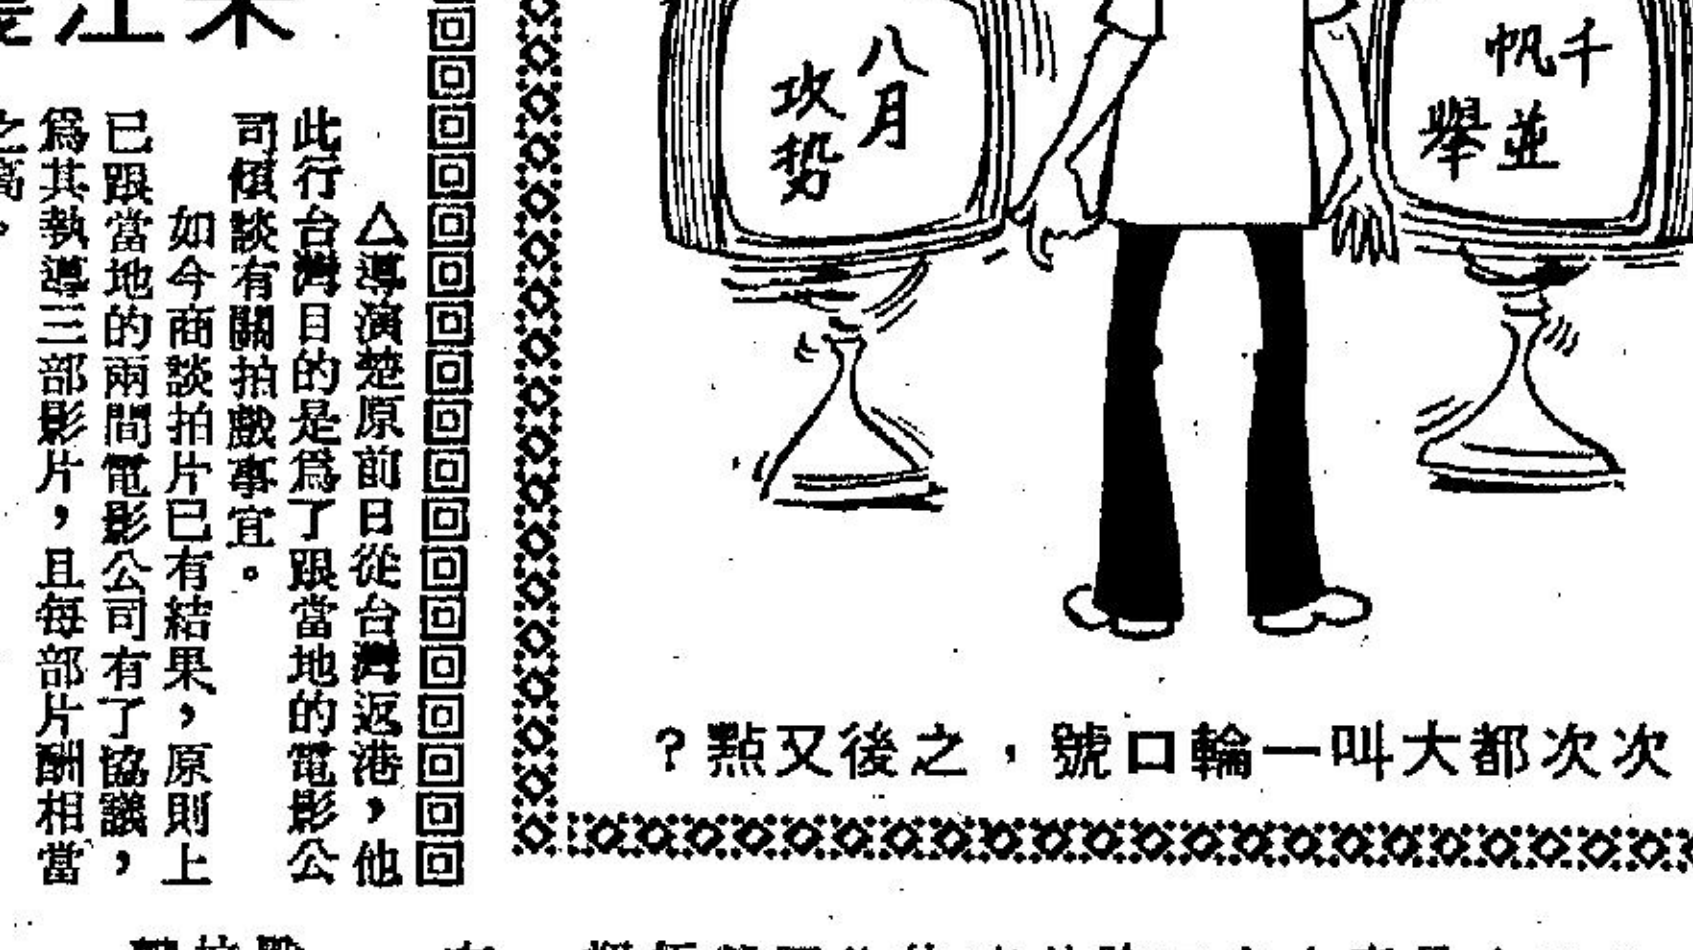 千帆
並舉
八月
攻勢
次次都大叫一輪口號，之後又點？
△導演楚原前日從台灣返港，他
此行台灣目的是爲了跟當地的電影公
司傾談有關拍戲事宜。
如今商談拍片已有結果，原則上
已跟當地的兩間電影公司有了協議，
爲其執導三部影片，且每部片酬相當
之高。